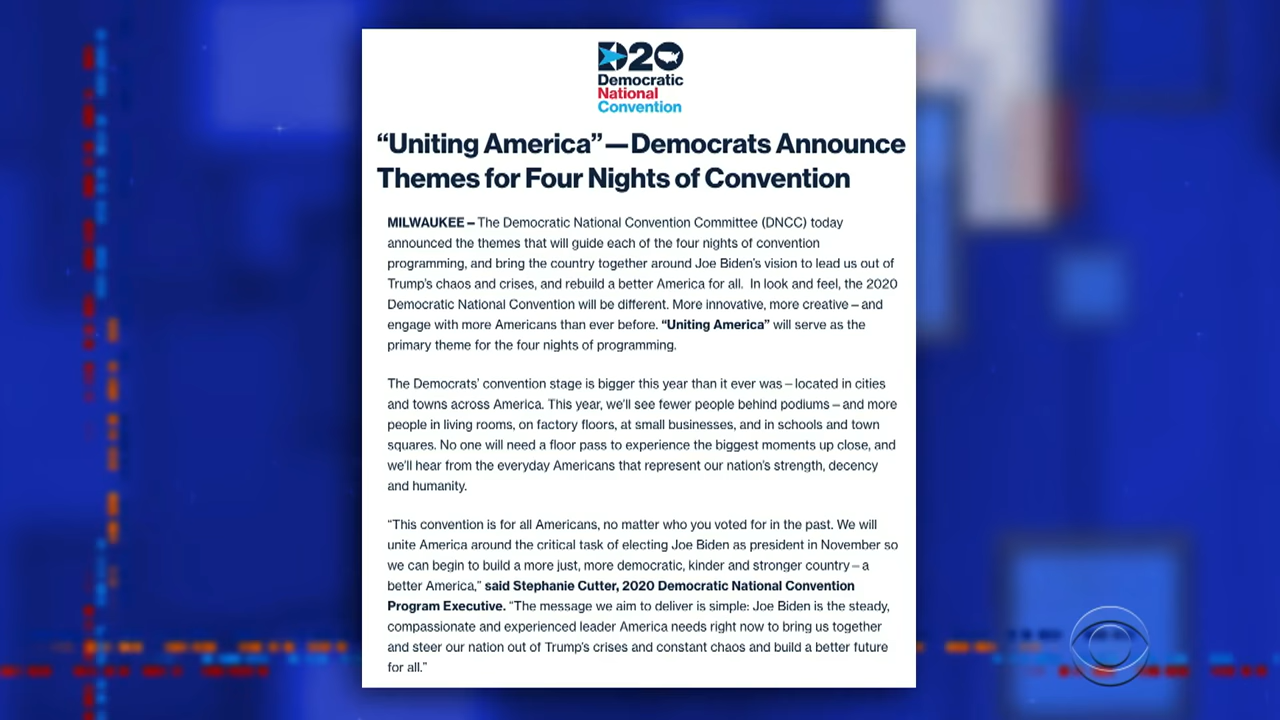 D20
Democratic
National
Convention
“Uniting America”—Democrats Announce
Themes for Four Nights of Convention
MILWAUKEE – The Democratic National Convention Committee (DNCC) today
announced the themes that will guide each of the four nights of convention
programming, and bring the country together around Joe Biden’s vision to lead us out of
Trump’s chaos and crises, and rebuild a better America for all. In look and feel, the 2020
Democratic National Convention will be different. More innovative, more creative – and
engage with more Americans than ever before. “Uniting America” will serve as the
primary theme for the four nights of programming.
The Democrats’ convention stage is bigger this year than it ever was – located in cities
and towns across America. This year, we’ll see fewer people behind podiums – and more
people in living rooms, on factory floors, at small businesses, and in schools and town
squares. No one will need a floor pass to experience the biggest moments up close, and
we’ll hear from the everyday Americans that represent our nation’s strength, decency
and humanity.
“This convention is for all Americans, no matter who you voted for in the past. We will
unite America around the critical task of electing Joe Biden as president in November so
we can begin to build a more just, more democratic, kinder and stronger country – a
better America,” said Stephanie Cutter, 2020 Democratic National Convention
Program Executive. “The message we aim to deliver is simple: Joe Biden is the steady,
compassionate and experienced leader America needs right now to bring us together
and steer our nation out of Trump’s crises and constant chaos and build a better future
for all.”